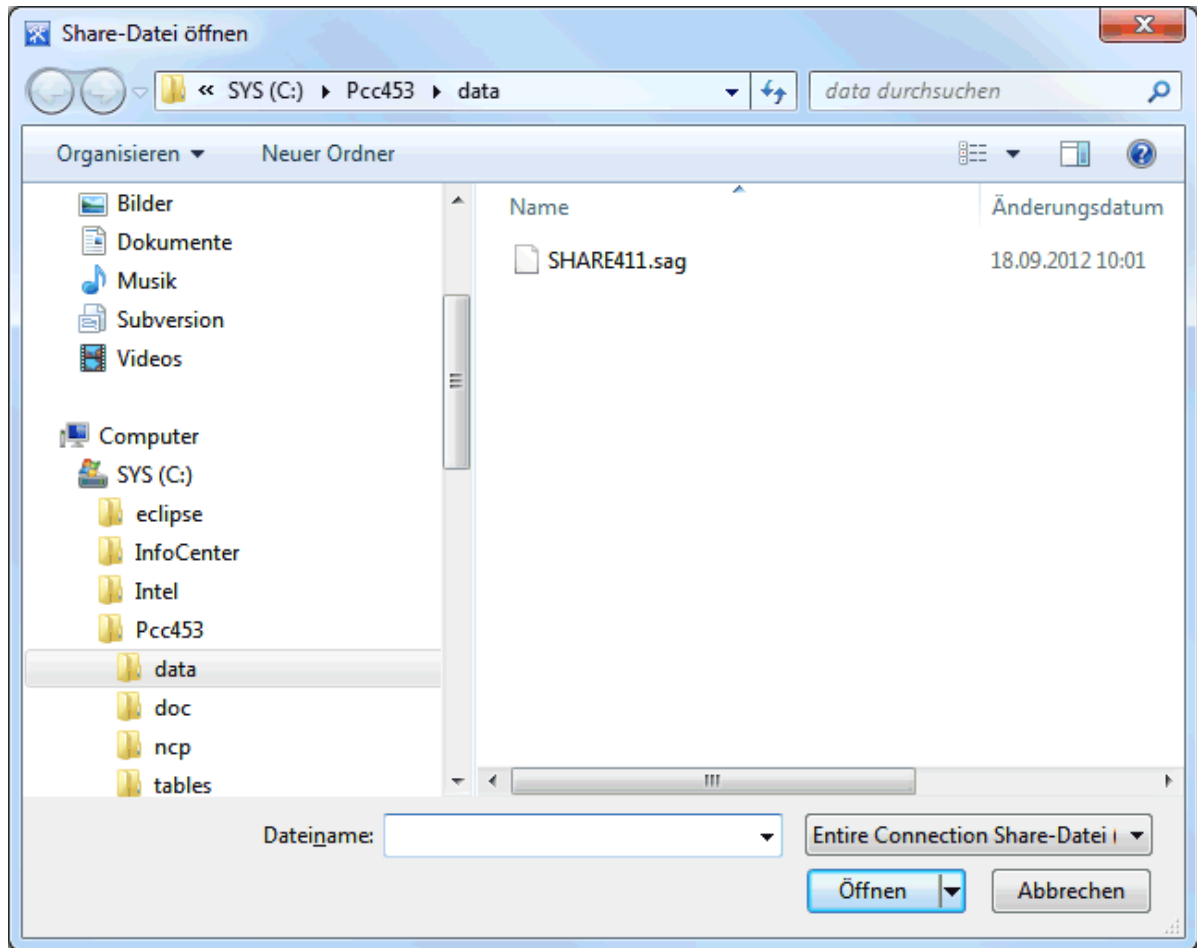 Share-Datei öffnen
« SYS (C:) ▸ Pcc453 ▸ data
data durchsuchen
Organisieren
Neuer Ordner
Bilder
Dokumente
Musik
Subversion
Videos
Computer
SYS (C:)
eclipse
InfoCenter
Intel
Pcc453
data
doc
ncp
tables
Name
Änderungsdatum
SHARE411.sag
18.09.2012 10:01
Dateiname:
Entire Connection Share-Datei (
Öffnen
Abbrechen